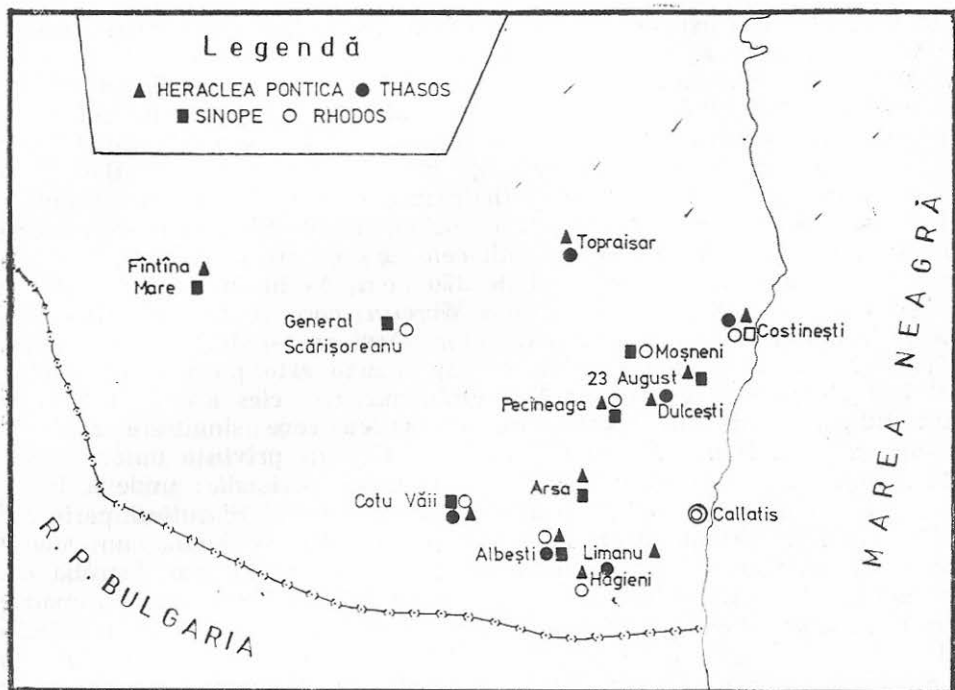 Legendă
HERACLEA PONTICA THASOS
SINOPE RHODOS
Topraisar
Fîntîna
Mare
General
Scărișoreanu
Costinești
Moșneni
23 August
Pecineaga
Dulcești
Arsa
Cotu Văii
Callatis
Albești
Limanu
Hagieni
R. P. BULGARIA
MAREA NEAGRĂ